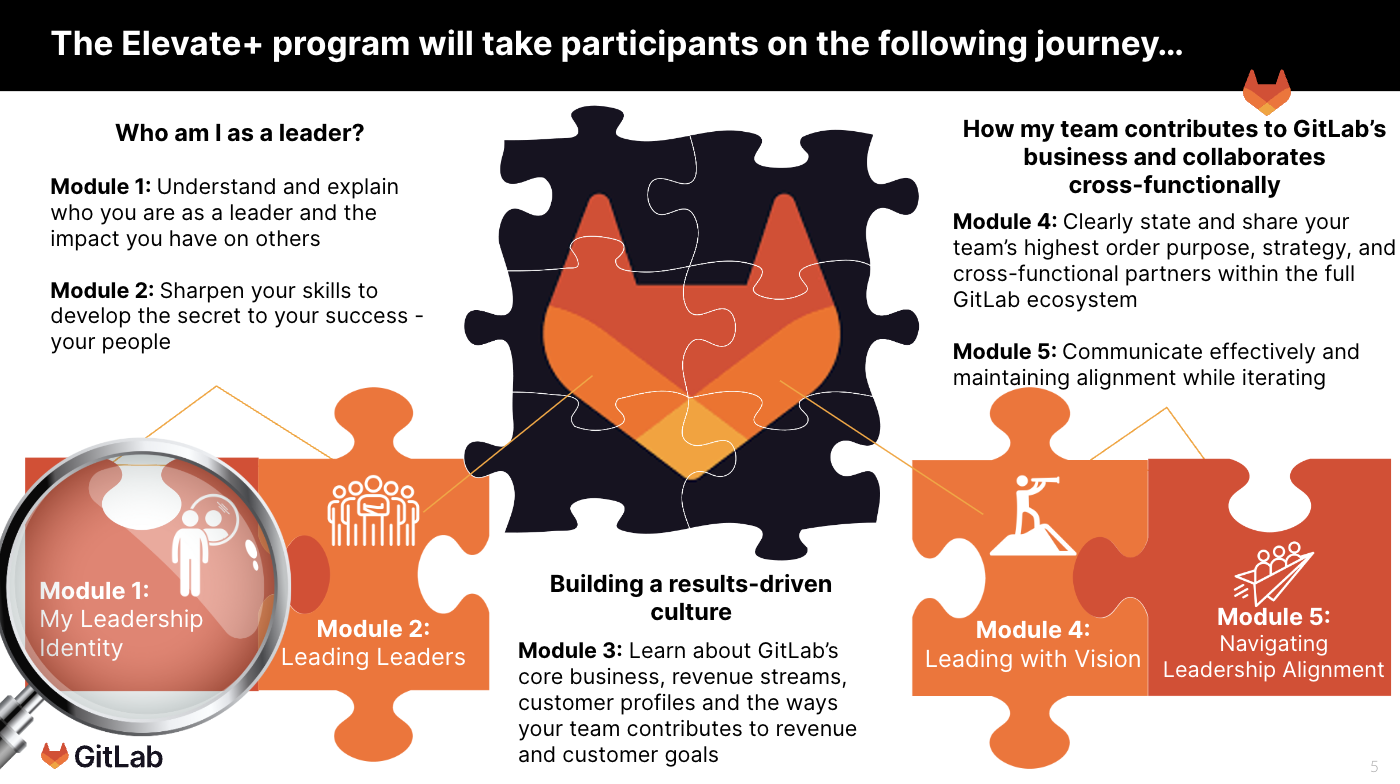 The Elevate+ program will take participants on the following journey...
Who am I as a leader?
Module 1: Understand and explain
who you are as a leader and the
impact you have on others
Module 2: Sharpen your skills to
develop the secret to your success -
your people
How my team contributes to GitLab’s
business and collaborates
cross-functionally
Module 4: Clearly state and share your
team’s highest order purpose, strategy, and
cross-functional partners within the full
GitLab ecosystem
Module 5: Communicate effectively and
maintaining alignment while iterating
Module 1:
My Leadership
Identity
Module 2:
Leading Leaders
Building a results-driven
culture
Module 3: Learn about GitLab’s
core business, revenue streams,
customer profiles and the ways
your team contributes to revenue
and customer goals
Module 4:
Leading with Vision
Module 5:
Navigating
Leadership Alignment
GitLab
5